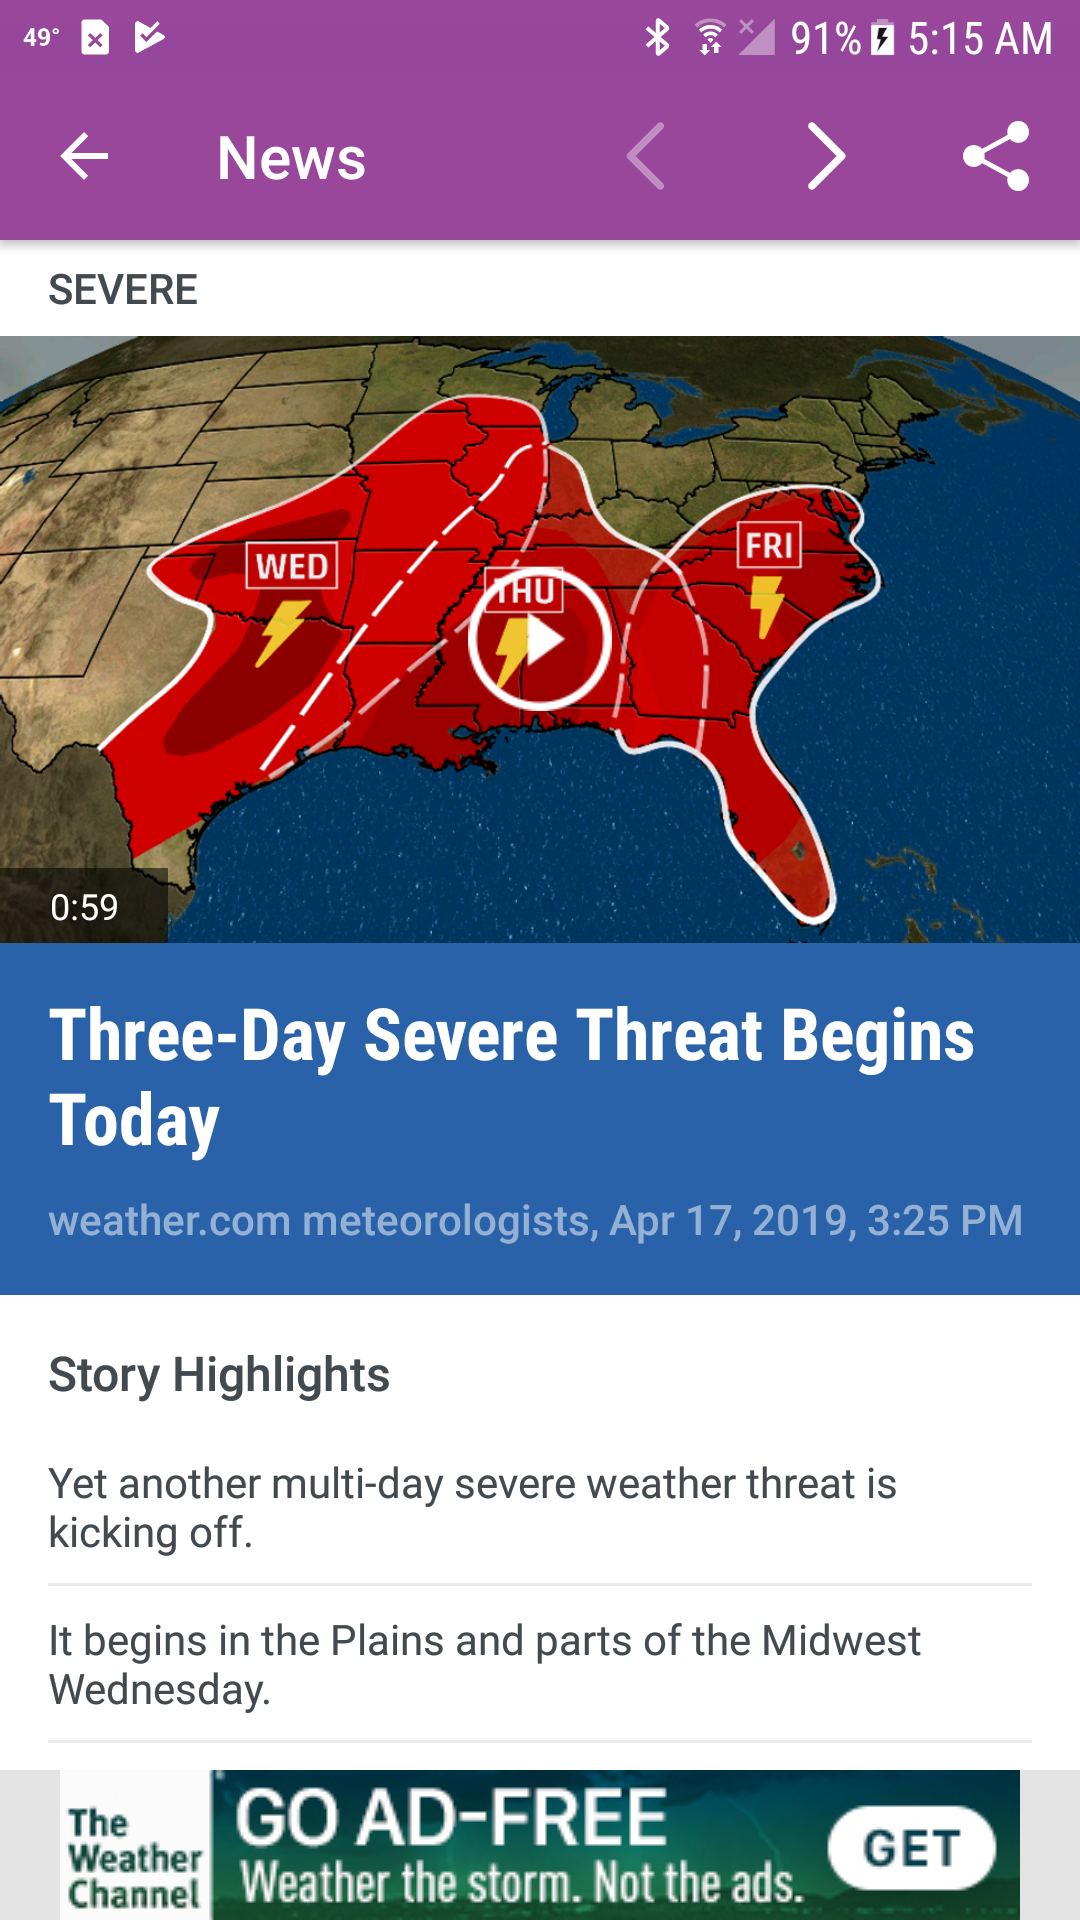 49° 91% 5:15 AM
News
SEVERE
WED
THU
FRI
0:59
Three-Day Severe Threat Begins
Today
weather.com meteorologists, Apr 17, 2019, 3:25 PM
Story Highlights
Yet another multi-day severe weather threat is
kicking off.
It begins in the Plains and parts of the Midwest
Wednesday.
The
Weather
Channel
GO AD-FREE
Weather the storm. Not the ads.
GET